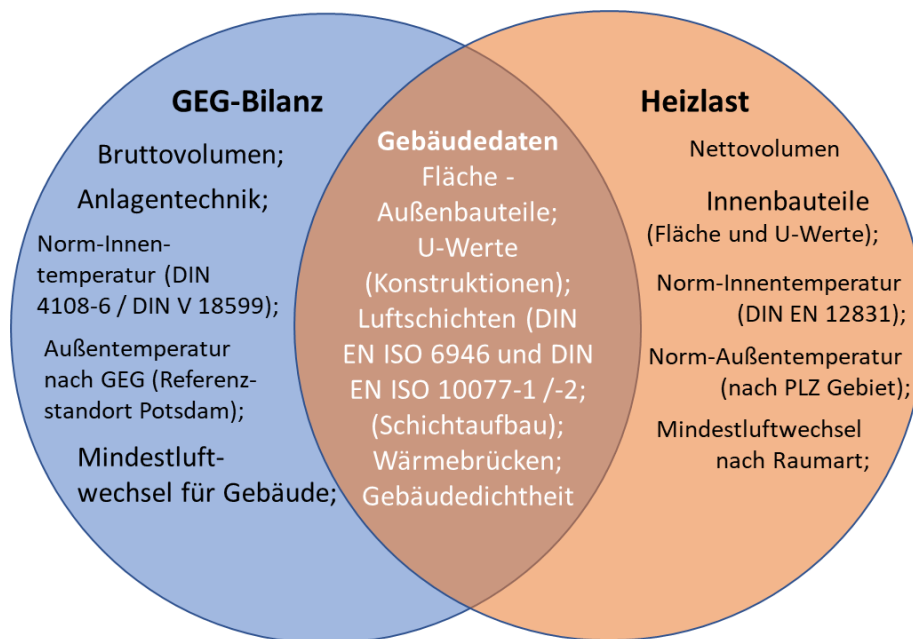 GEG-Bilanz
Bruttovolumen;
Anlagentechnik;
Norm-Innen-
temperatur (DIN
4108-6 / DIN V 18599);
Außentemperatur
nach GEG (Referenz-
standort Potsdam);
Mindestluft-
wechsel für Gebäude;
Gebäudedaten
Fläche -
Außenbauteile;
U-Werte
(Konstruktionen);
Luftschichten (DIN
EN ISO 6946 und DIN
EN ISO 10077-1 /-2;
(Schichtaufbau);
Wärmebrücken;
Gebäudedichtheit
Heizlast
Nettovolumen
Innenbauteile
(Fläche und U-Werte);
Norm-Innentemperatur
(DIN EN 12831);
Norm-Außentemperatur
(nach PLZ Gebiet);
Mindestluftwechsel
nach Raumart;